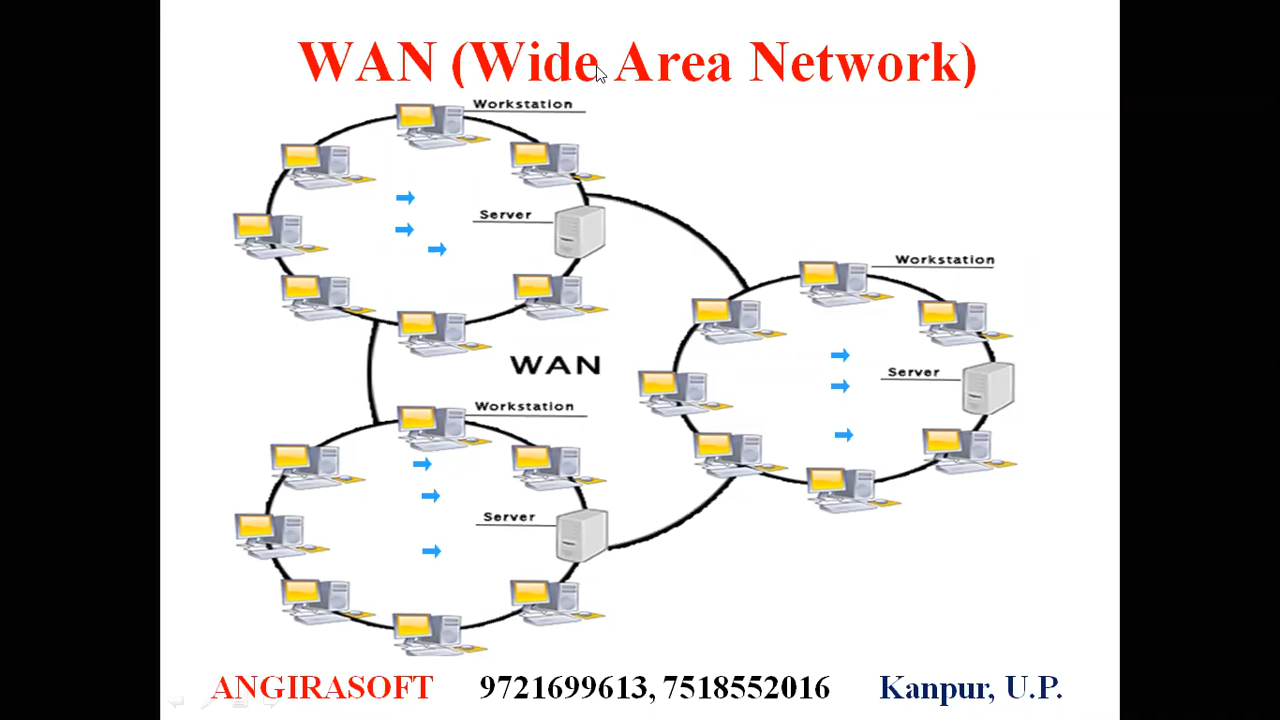 WAN (Wide Area Network)
Workstation
Server
Workstation
Server
WAN
Workstation
Server
ANGIRASOFT 9721699613, 7518552016 Kanpur, U.P.